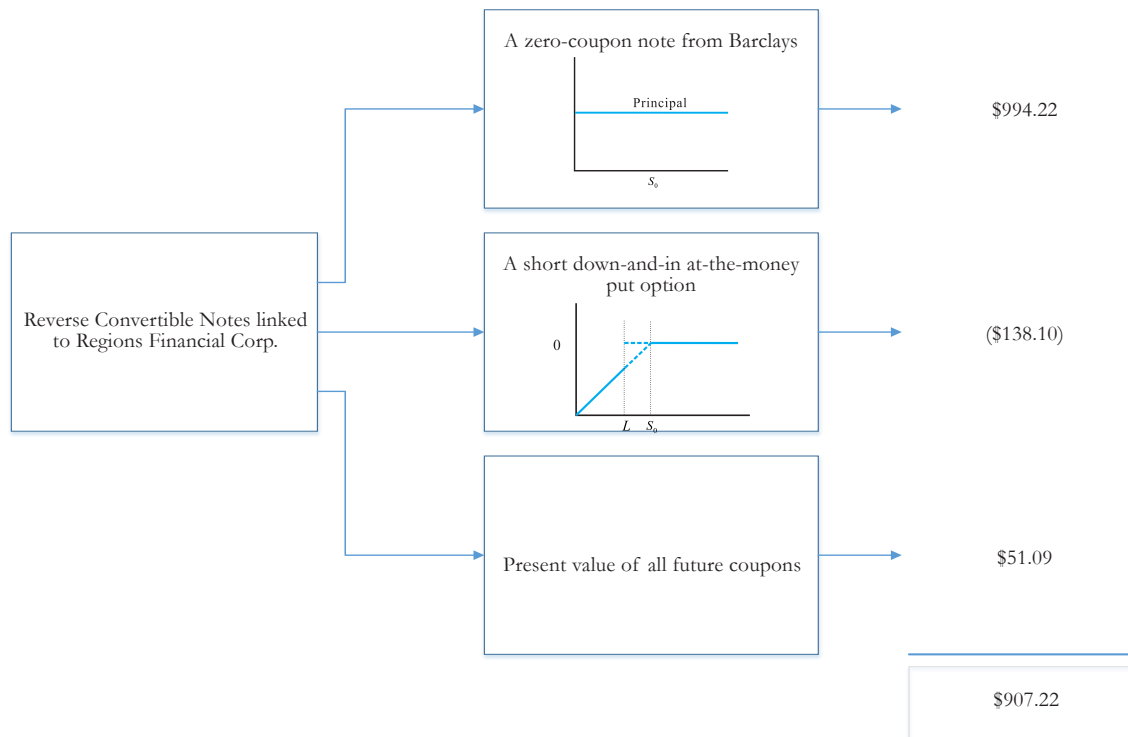 A zero-coupon note from Barclays
Principal
S₀
$994.22
Reverse Convertible Notes linked
to Regions Financial Corp.
A short down-and-in at-the-money
put option
0
L S₀
($138.10)
Present value of all future coupons
$51.09
$907.22